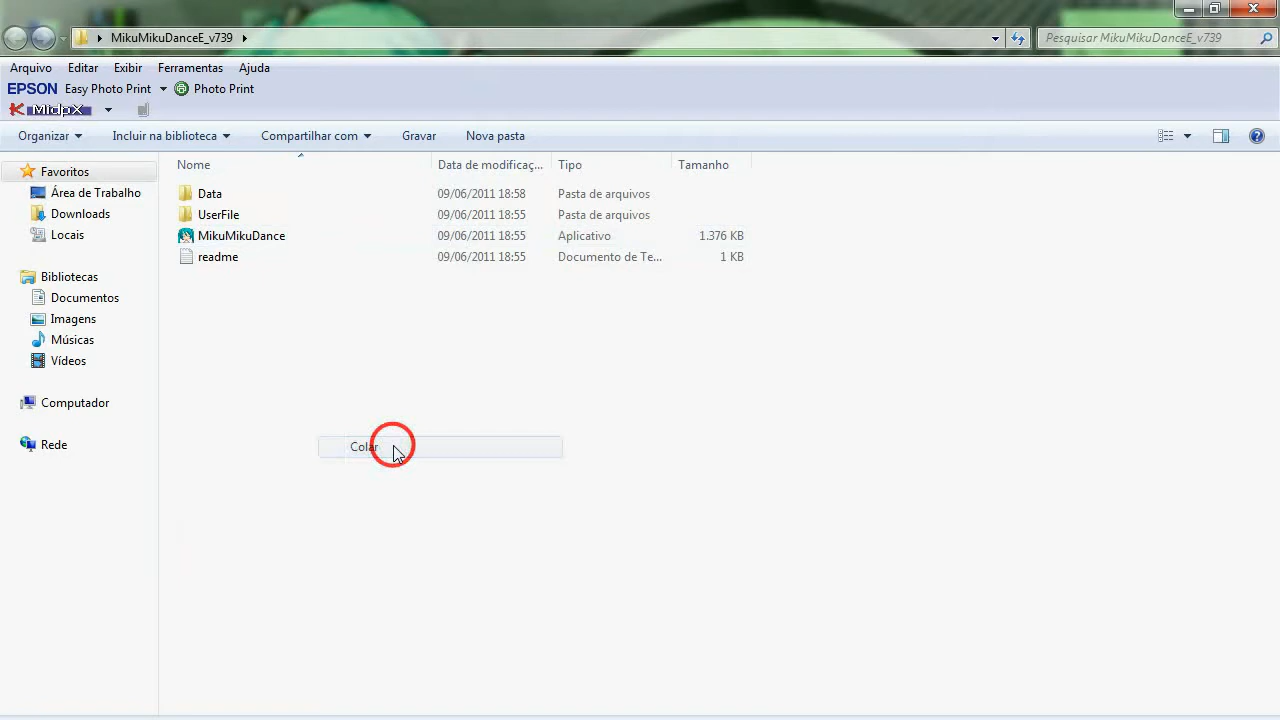 MikuMikuDanceE_v739
Pesquisar MikuMikuDanceE_v739
Arquivo Editar Exibir Ferramentas Ajuda
EPSON Easy Photo Print Photo Print
MidpX
Organizar Incluir na biblioteca Compartilhar com Gravar Nova pasta
Nome Data de modificaç... Tipo Tamanho
Favoritos
Área de Trabalho
Downloads
Locais
Bibliotecas
Documentos
Imagens
Músicas
Vídeos
Computador
Rede
Data 09/06/2011 18:58 Pasta de arquivos
UserFile 09/06/2011 18:55 Pasta de arquivos
MikuMikuDance 09/06/2011 18:55 Aplicativo 1.376 KB
readme 09/06/2011 18:55 Documento de Te... 1 KB
Colar